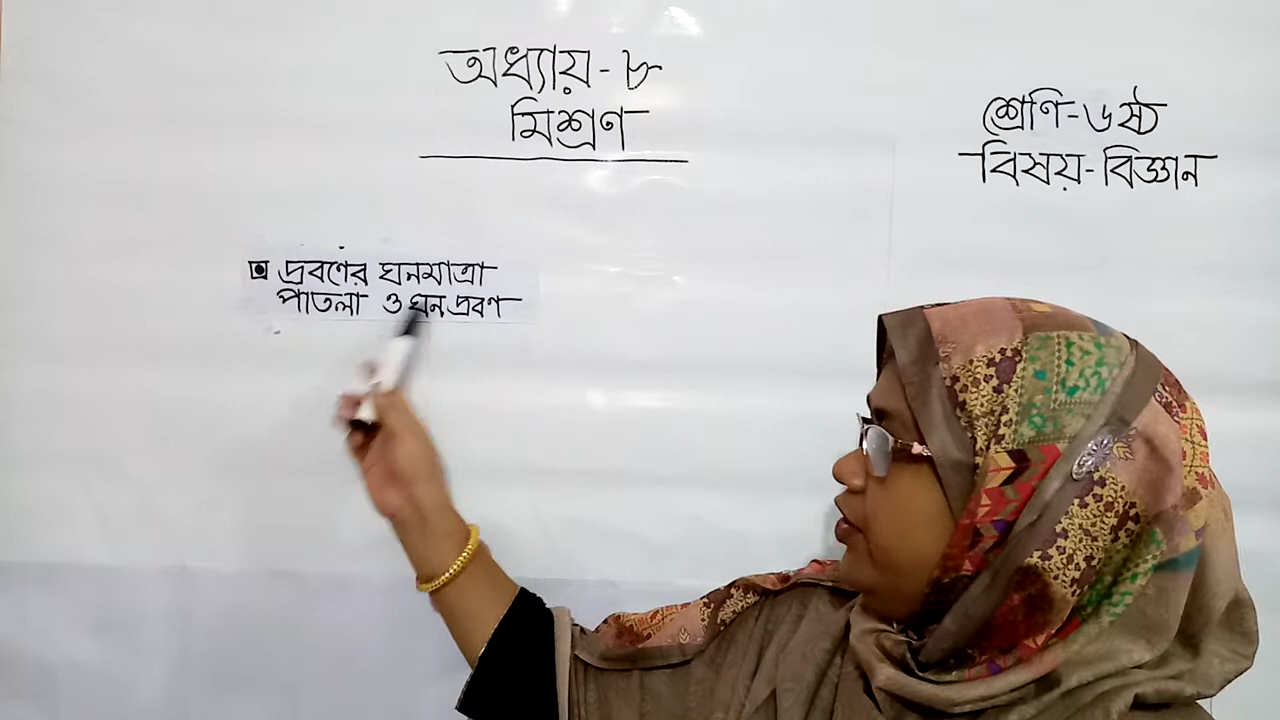 অধ্যায়-৮
মিশ্রণ
শ্রেণি-৬ষ্ঠ
বিষয়-বিজ্ঞান
দ্রবণের ঘনমাত্রা
পাতলা ও ঘন দ্রবণ